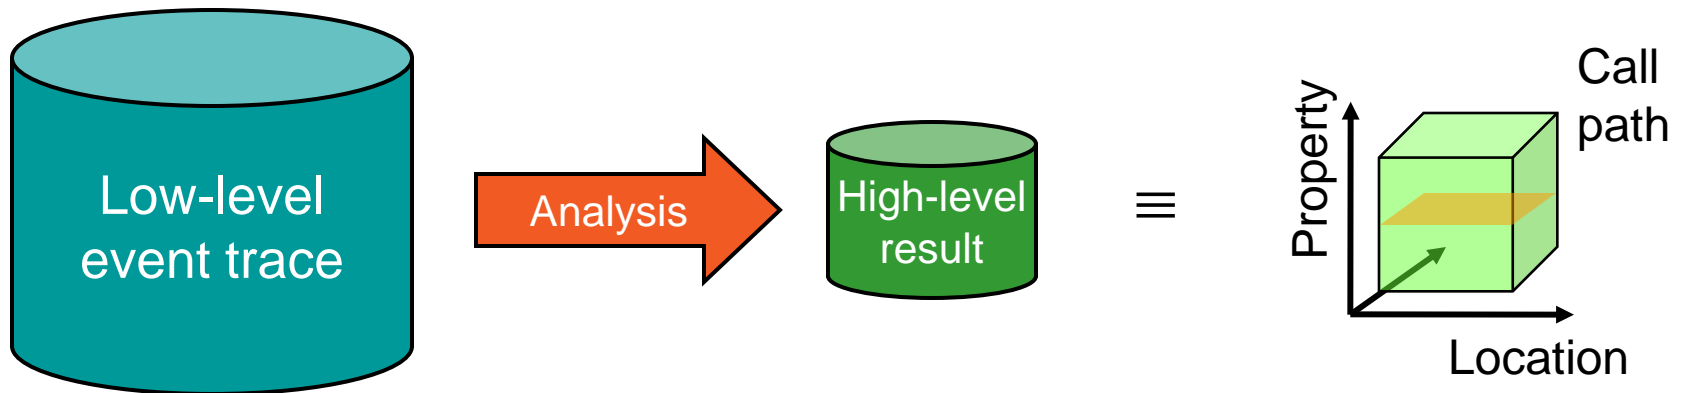 Low-level
event trace
Analysis
High-level
result
≡
Property
Call
path
Location